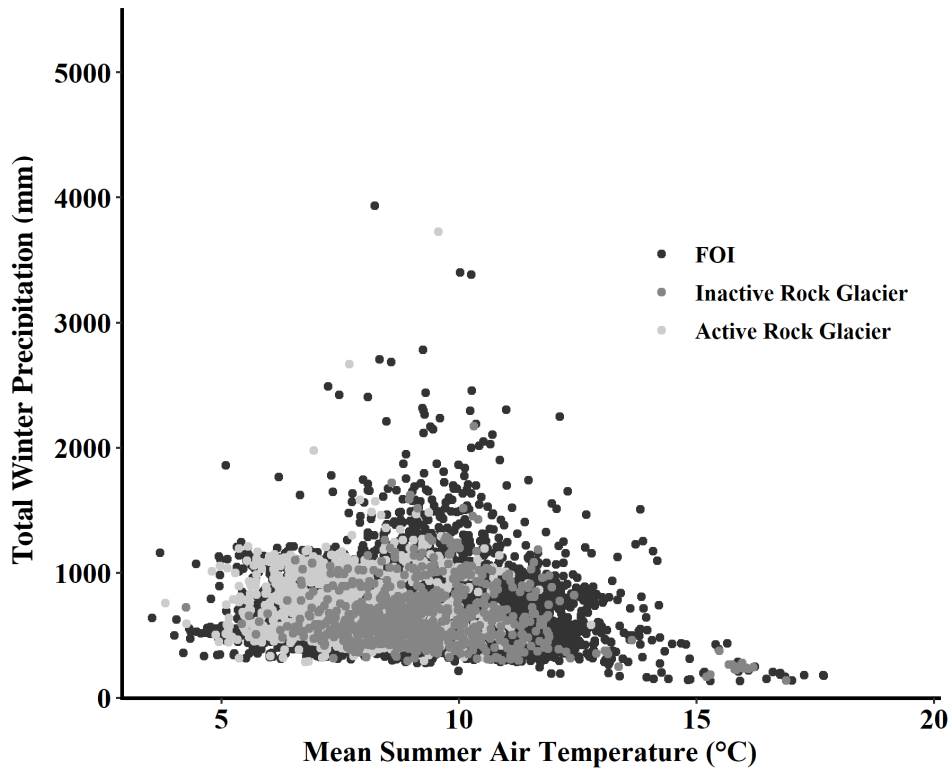 Total Winter Precipitation (mm)
5000
4000
3000
2000
1000
0
FOI
Inactive Rock Glacier
Active Rock Glacier
5 10 15 20
Mean Summer Air Temperature (°C)